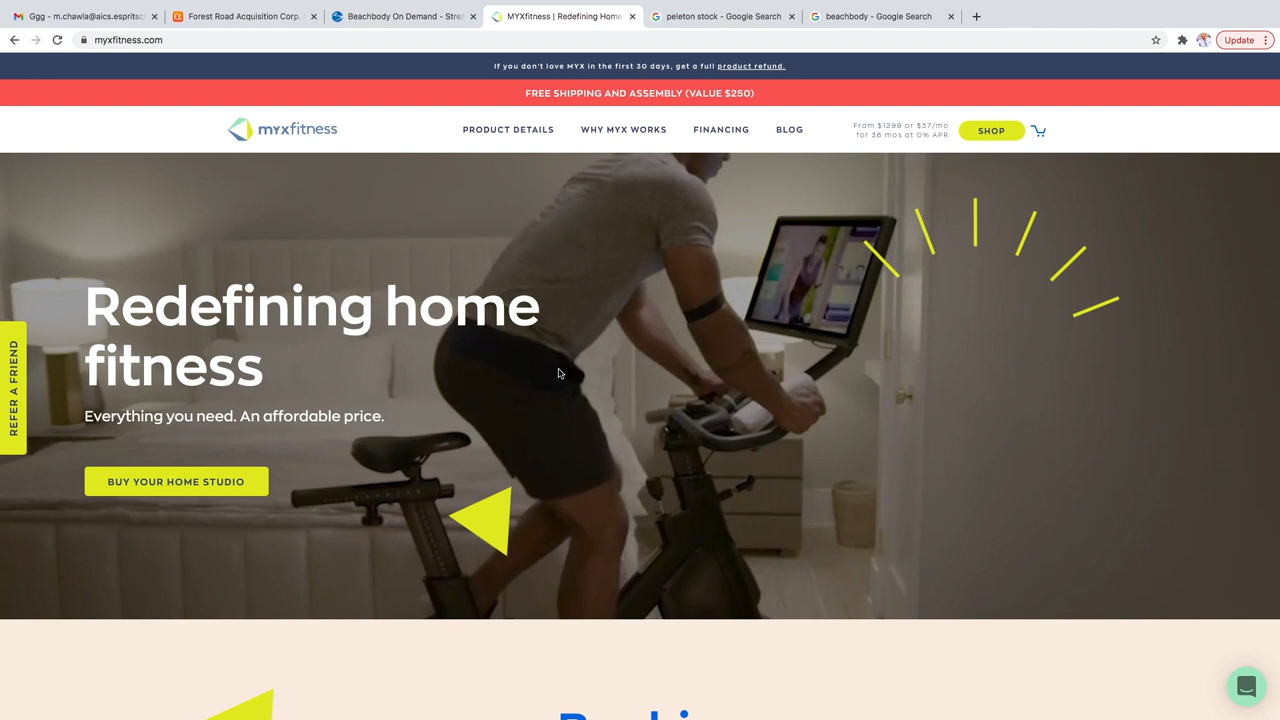 Ggg - m.chawla@aics.espritsc
Forest Road Acquisition Corp.
Beachbody On Demand - Stre
MYXfitness | Redefining Home
peleton stock - Google Search
beachbody - Google Search
myxfitness.com
Update
If you don't love MYX in the first 30 days, get a full product refund.
FREE SHIPPING AND ASSEMBLY (VALUE $250)
myxfitness
PRODUCT DETAILS
WHY MYX WORKS
FINANCING
BLOG
From $1299 or $37/mo
for 36 mos at 0% APR
SHOP
Redefining home
fitness
Everything you need. An affordable price.
BUY YOUR HOME STUDIO
REFER A FRIEND